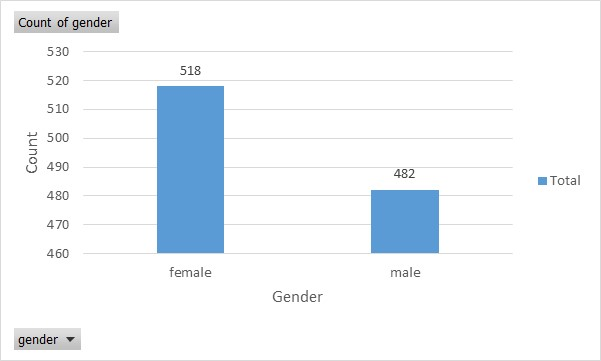 Count of gender
530
520
510
500
490
480
470
460
Count
518
482
female
male
Gender
Total
gender